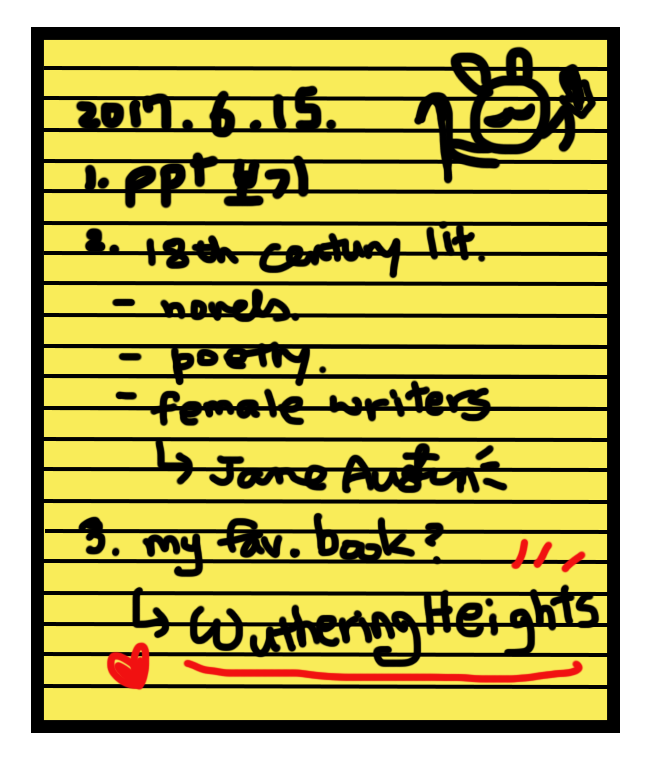 2017.6.15.
1. ppt 보기
2. 18th century lit.
- novels.
- poetry.
- female writers
↳ Jane Austin
3. my fav. book?
↳ Wuthering Heights